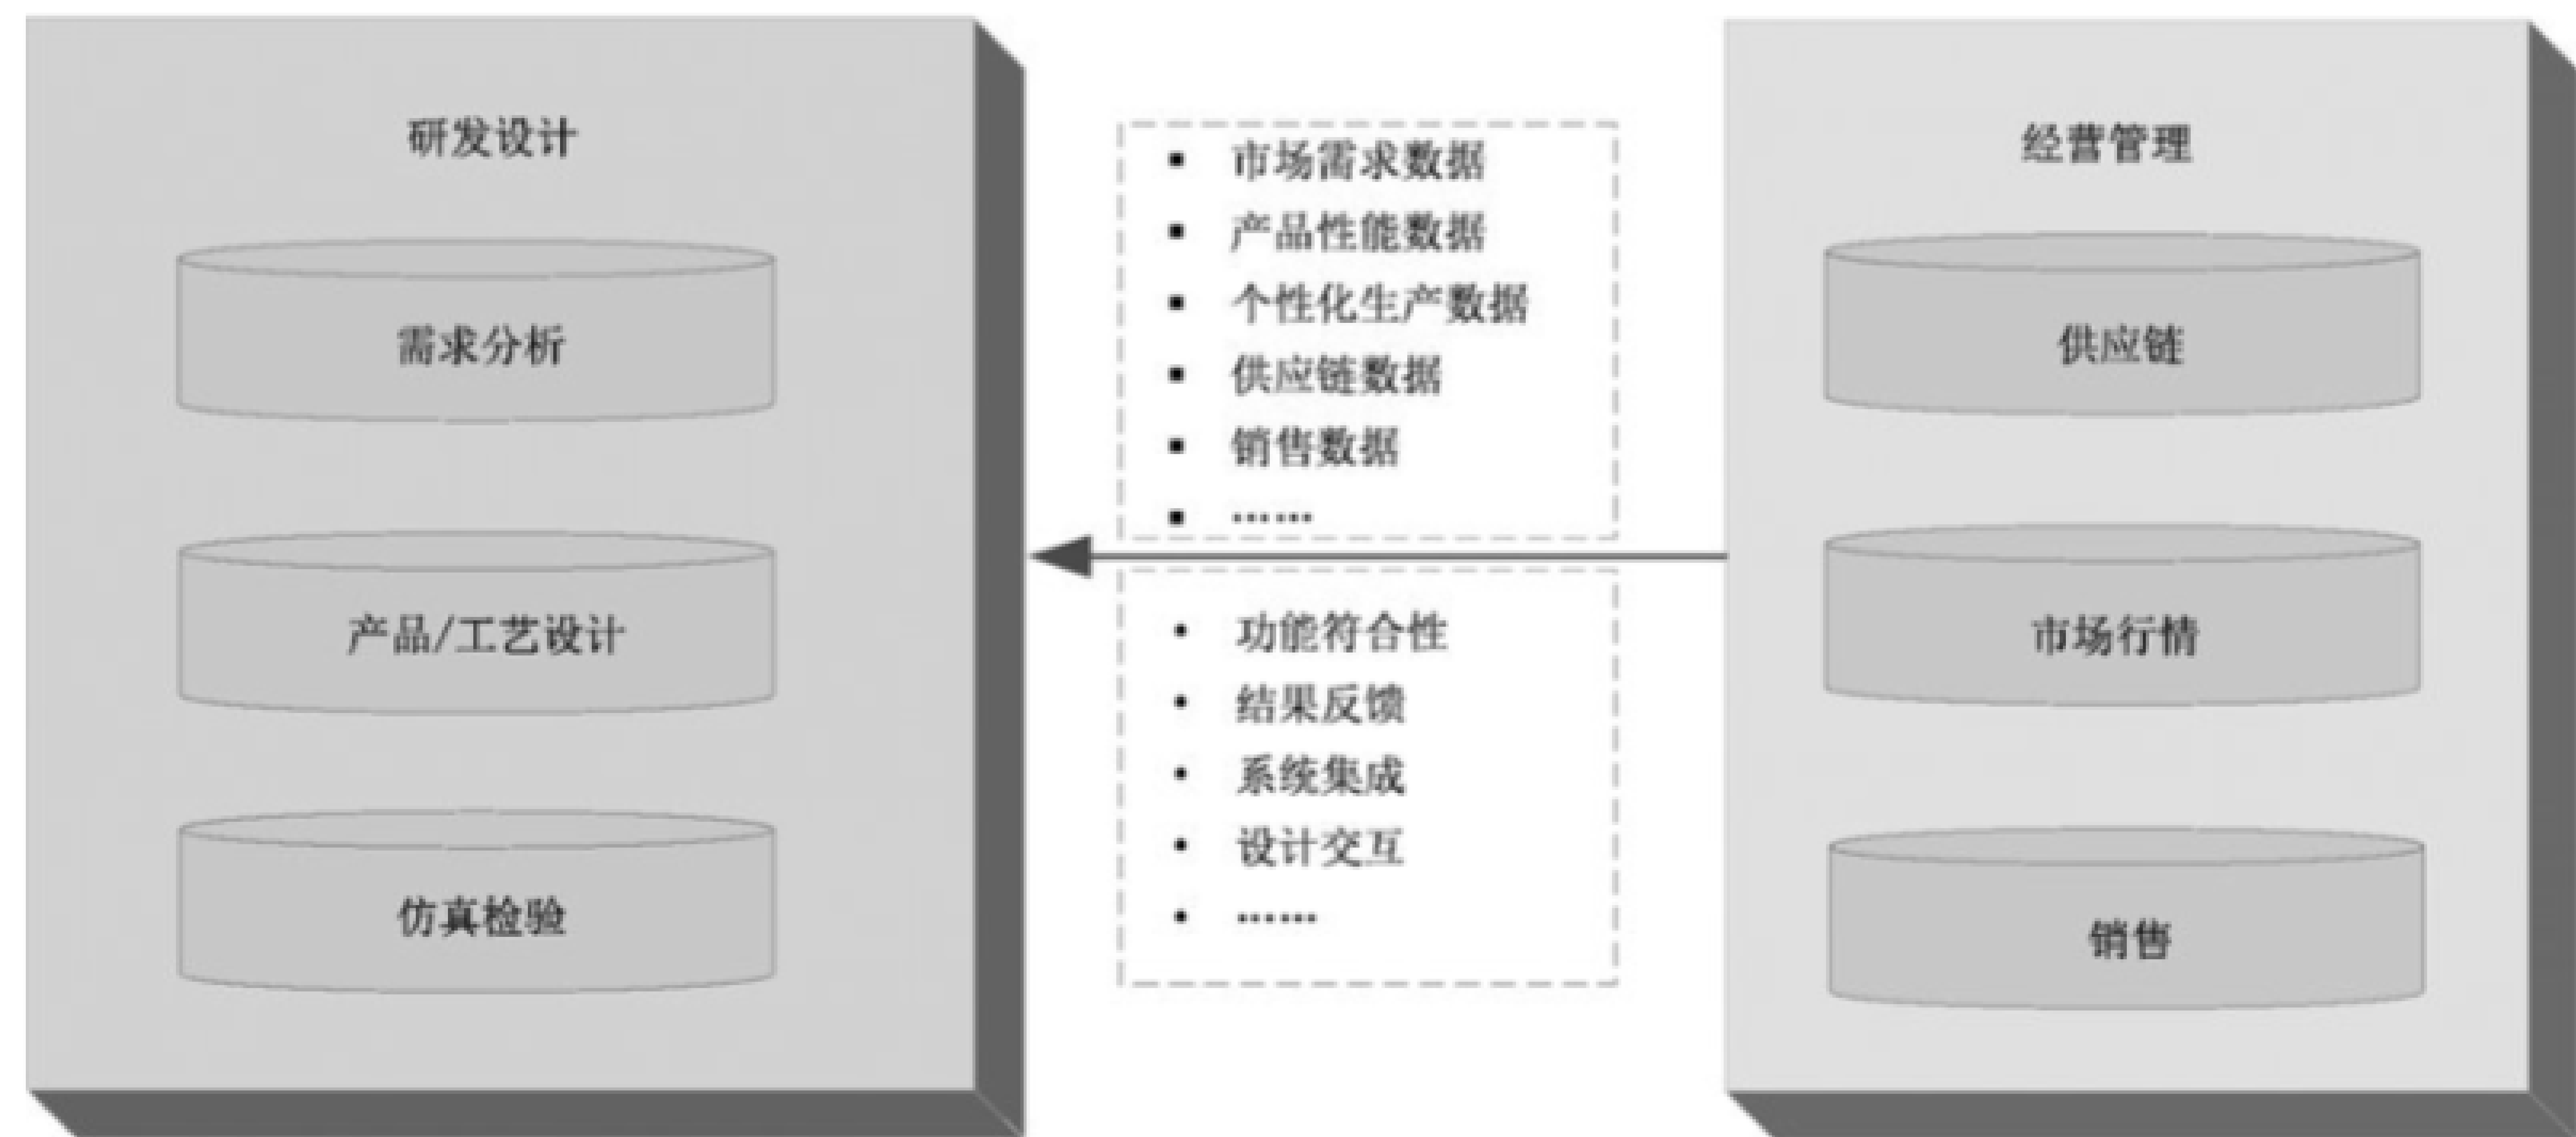 研发设计
需求分析
产品/工艺设计
仿真检验
▪ 市场需求数据
▪ 产品性能数据
▪ 个性化生产数据
▪ 供应链数据
▪ 销售数据
▪ ……
• 功能符合性
• 结果反馈
• 系统集成
• 设计交互
• ……
经营管理
供应链
市场行情
销售